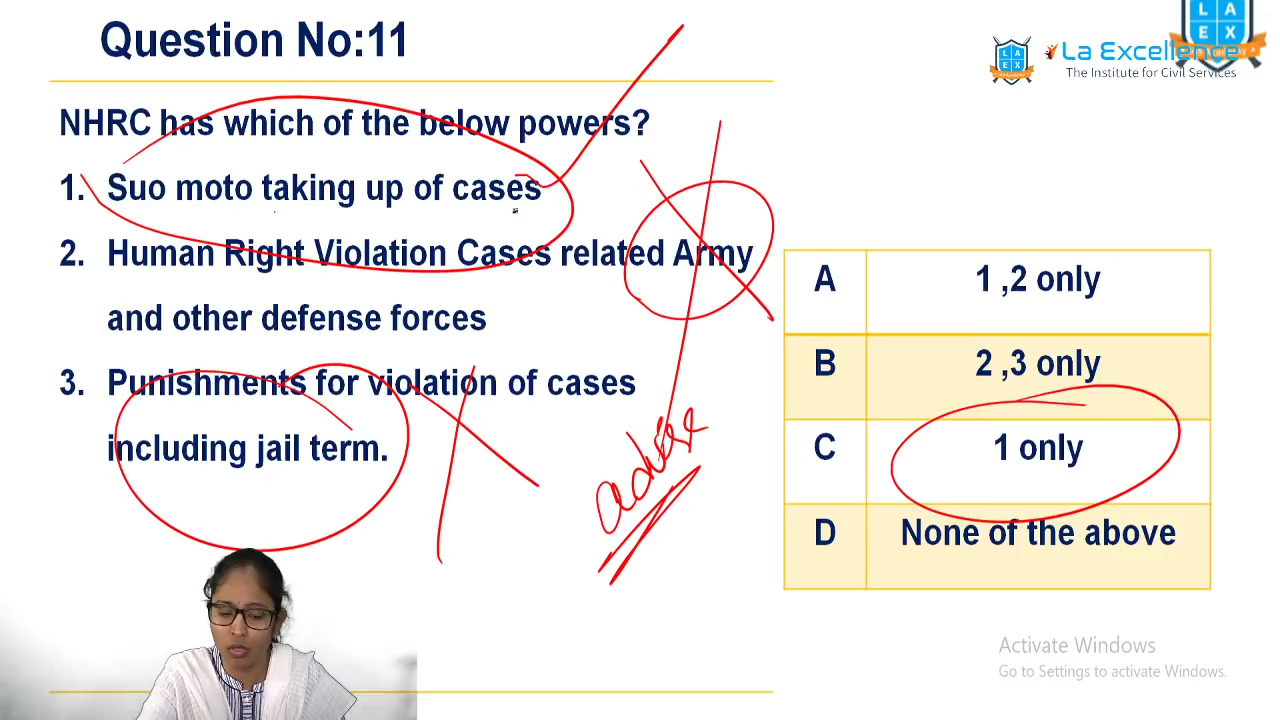 Question No:11
LA
EX
La Excellence
The Institute for Civil Services
NHRC has which of the below powers?
1. Suo moto taking up of cases
2. Human Right Violation Cases related Army
and other defense forces
3. Punishments for violation of cases
including jail term.
A 1 ,2 only
B 2 ,3 only
C 1 only
D None of the above
Activate Windows
Go to Settings to activate Windows.